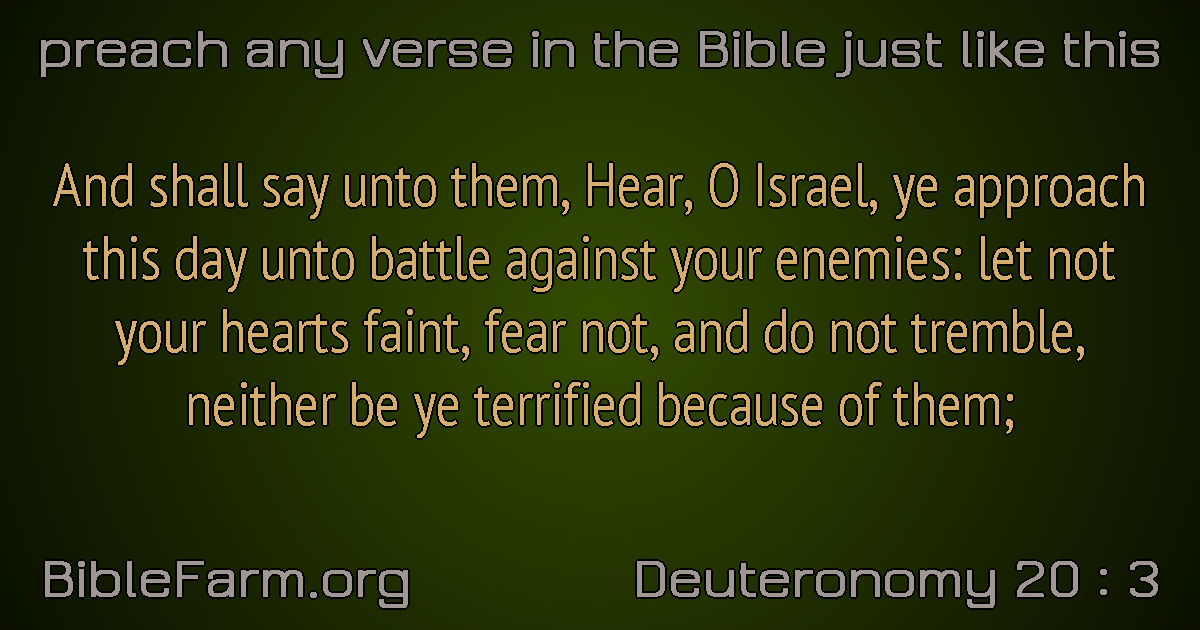 preach any verse in the Bible just like this
And shall say unto them, Hear, O Israel, ye approach
this day unto battle against your enemies: let not
your hearts faint, fear not, and do not tremble,
neither be ye terrified because of them;
BibleFarm.org
Deuteronomy 20 : 3